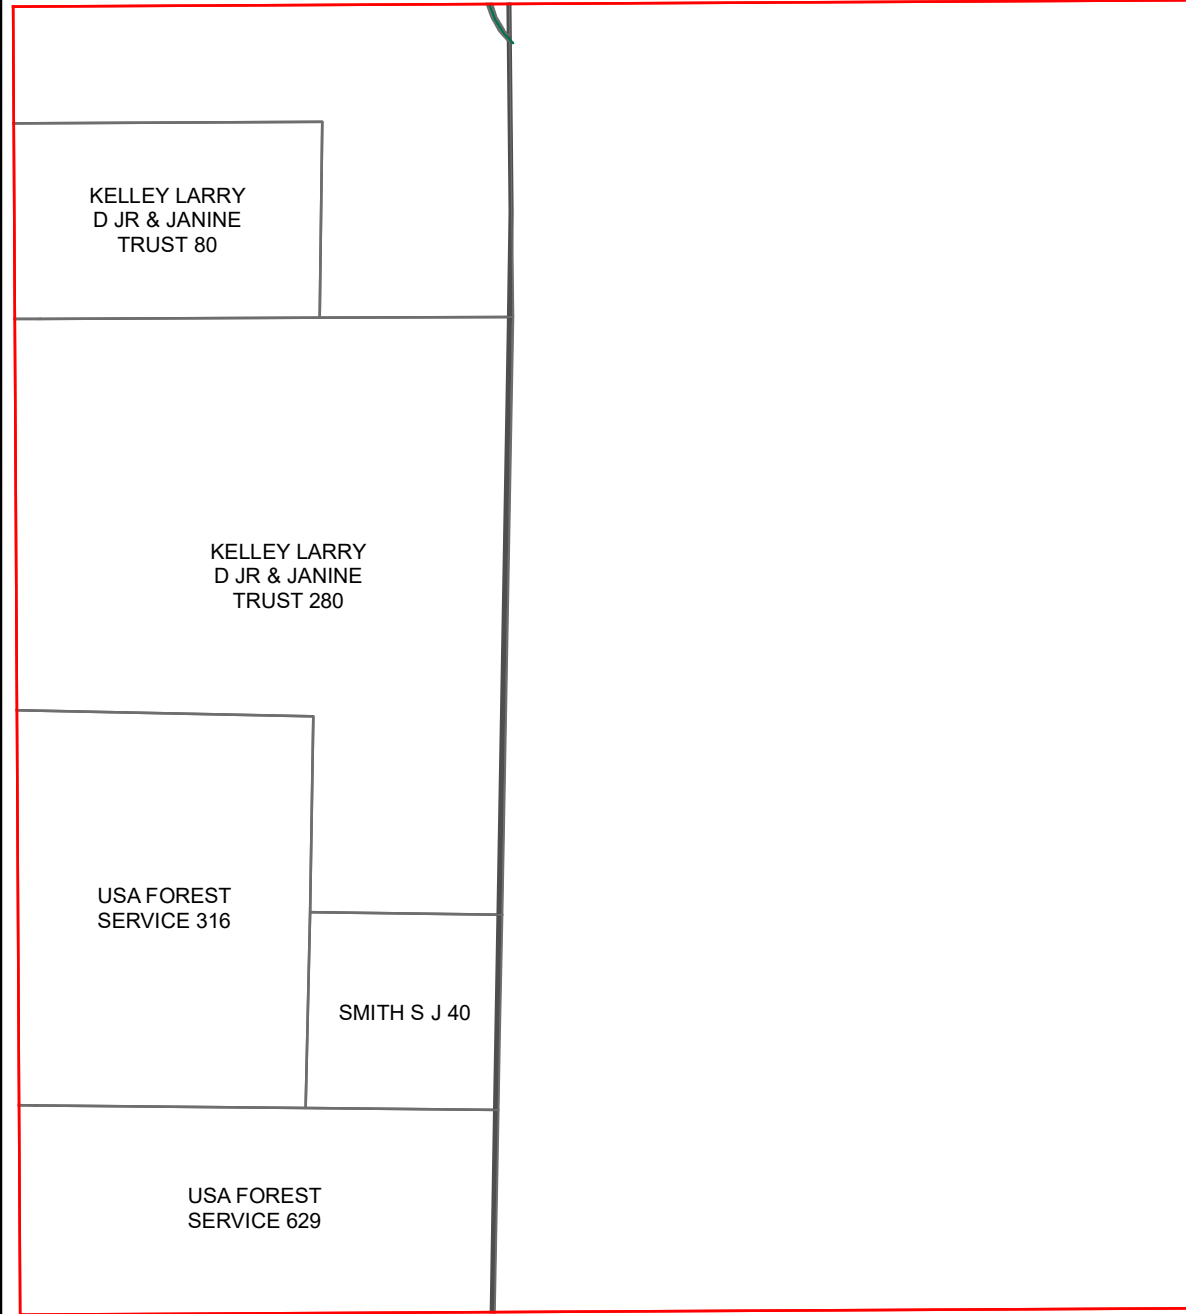 KELLEY LARRY
D JR & JANINE
TRUST 80
KELLEY LARRY
D JR & JANINE
TRUST 280
USA FOREST
SERVICE 316
SMITH S J 40
USA FOREST
SERVICE 629